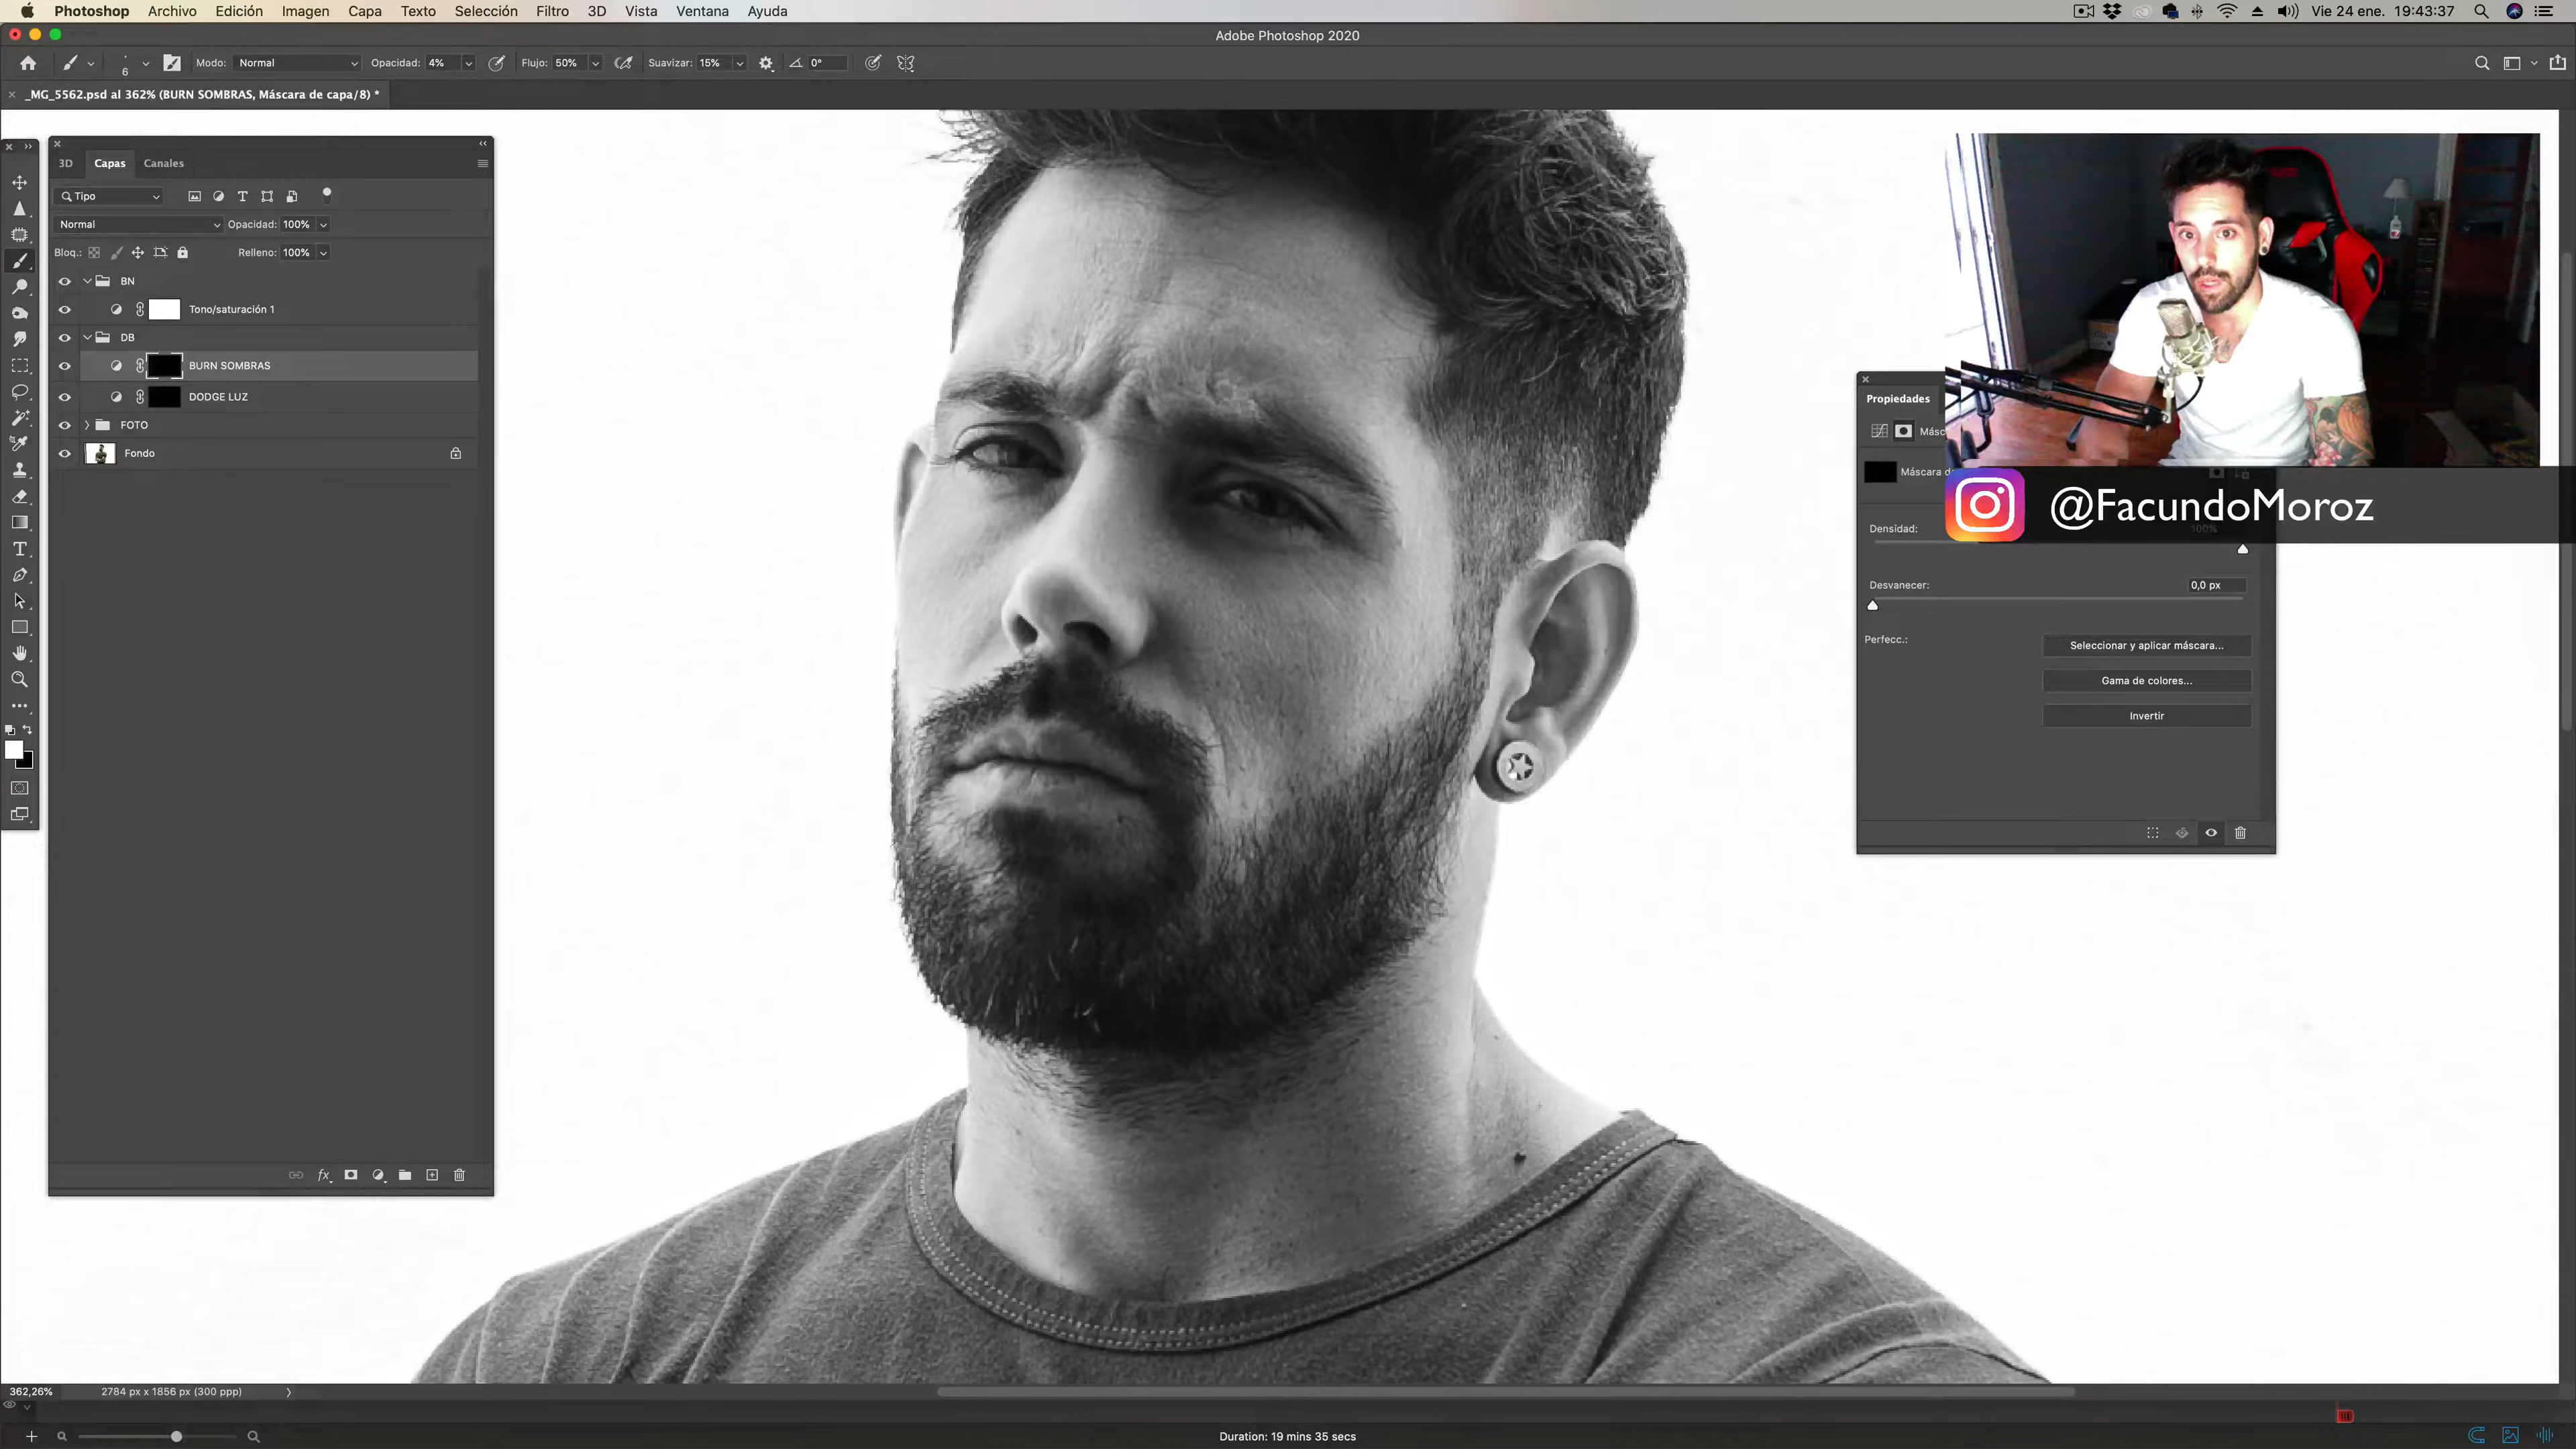 Photoshop Archivo Edición Imagen Capa Texto Selección Filtro 3D Vista Ventana Ayuda Vie 24 ene. 19:43:37
Adobe Photoshop 2020
6 Modo: Normal Opacidad: 4% Flujo: 50% Suavizar: 15% 0°
_MG_5562.psd al 362% (BURN SOMBRAS, Máscara de capa/8) *
3D Capas Canales
Tipo
Normal Opacidad: 100%
Bloq.: Relleno: 100%
BN
Tono/saturación 1
DB
BURN SOMBRAS
DODGE LUZ
FOTO
Fondo
Propiedades
Másc
Máscara de
@FacundoMoroz
Densidad: 100%
Desvanecer: 0,0 px
Perfecc.: Seleccionar y aplicar máscara...
Gama de colores...
Invertir
fx
362,26% 2784 px x 1856 px (300 ppp)
Duration: 19 mins 35 secs